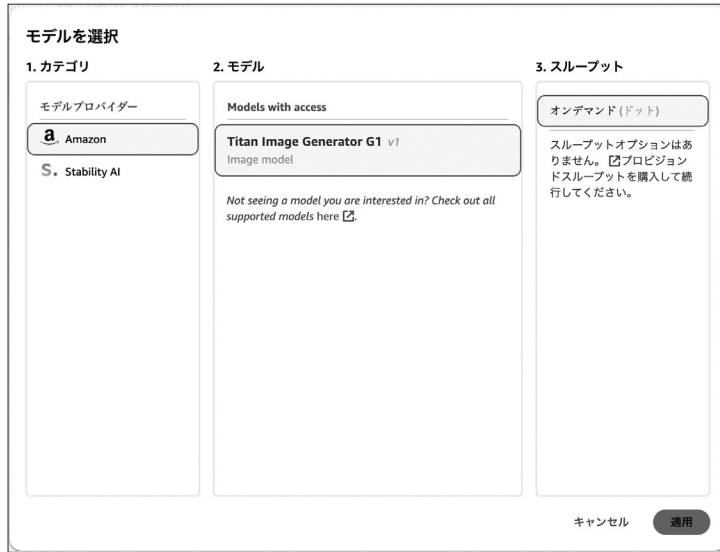 モデルを選択
1. カテゴリ
モデルプロバイダー
a Amazon
S. Stability AI
2. モデル
Models with access
Titan Image Generator G1 v1
Image model
Not seeing a model you are interested in? Check out all
supported models here.
3. スループット
オンデマンド (ドット)
スループットオプションはあ
りません。プロビジョン
ドスループットを購入して続
行してください。
キャンセル
適用